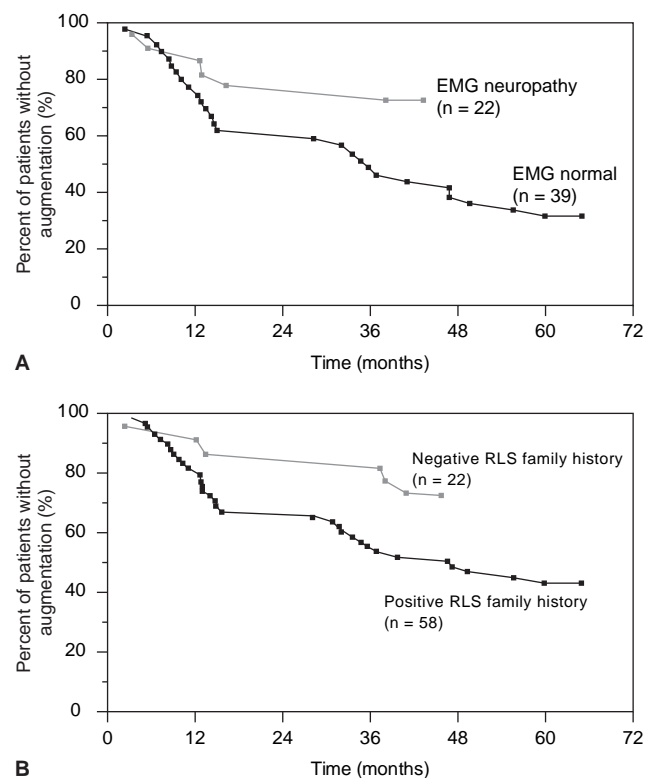 100
80
60
40
20
0
Percent of patients without
augmentation (%)
EMG neuropathy
(n = 22)
EMG normal
(n = 39)
0 12 24 36 48 60 72
Time (months)
A
100
80
60
40
20
0
Percent of patients without
augmentation (%)
Negative RLS family history
(n = 22)
Positive RLS family history
(n = 58)
0 12 24 36 48 60 72
Time (months)
B